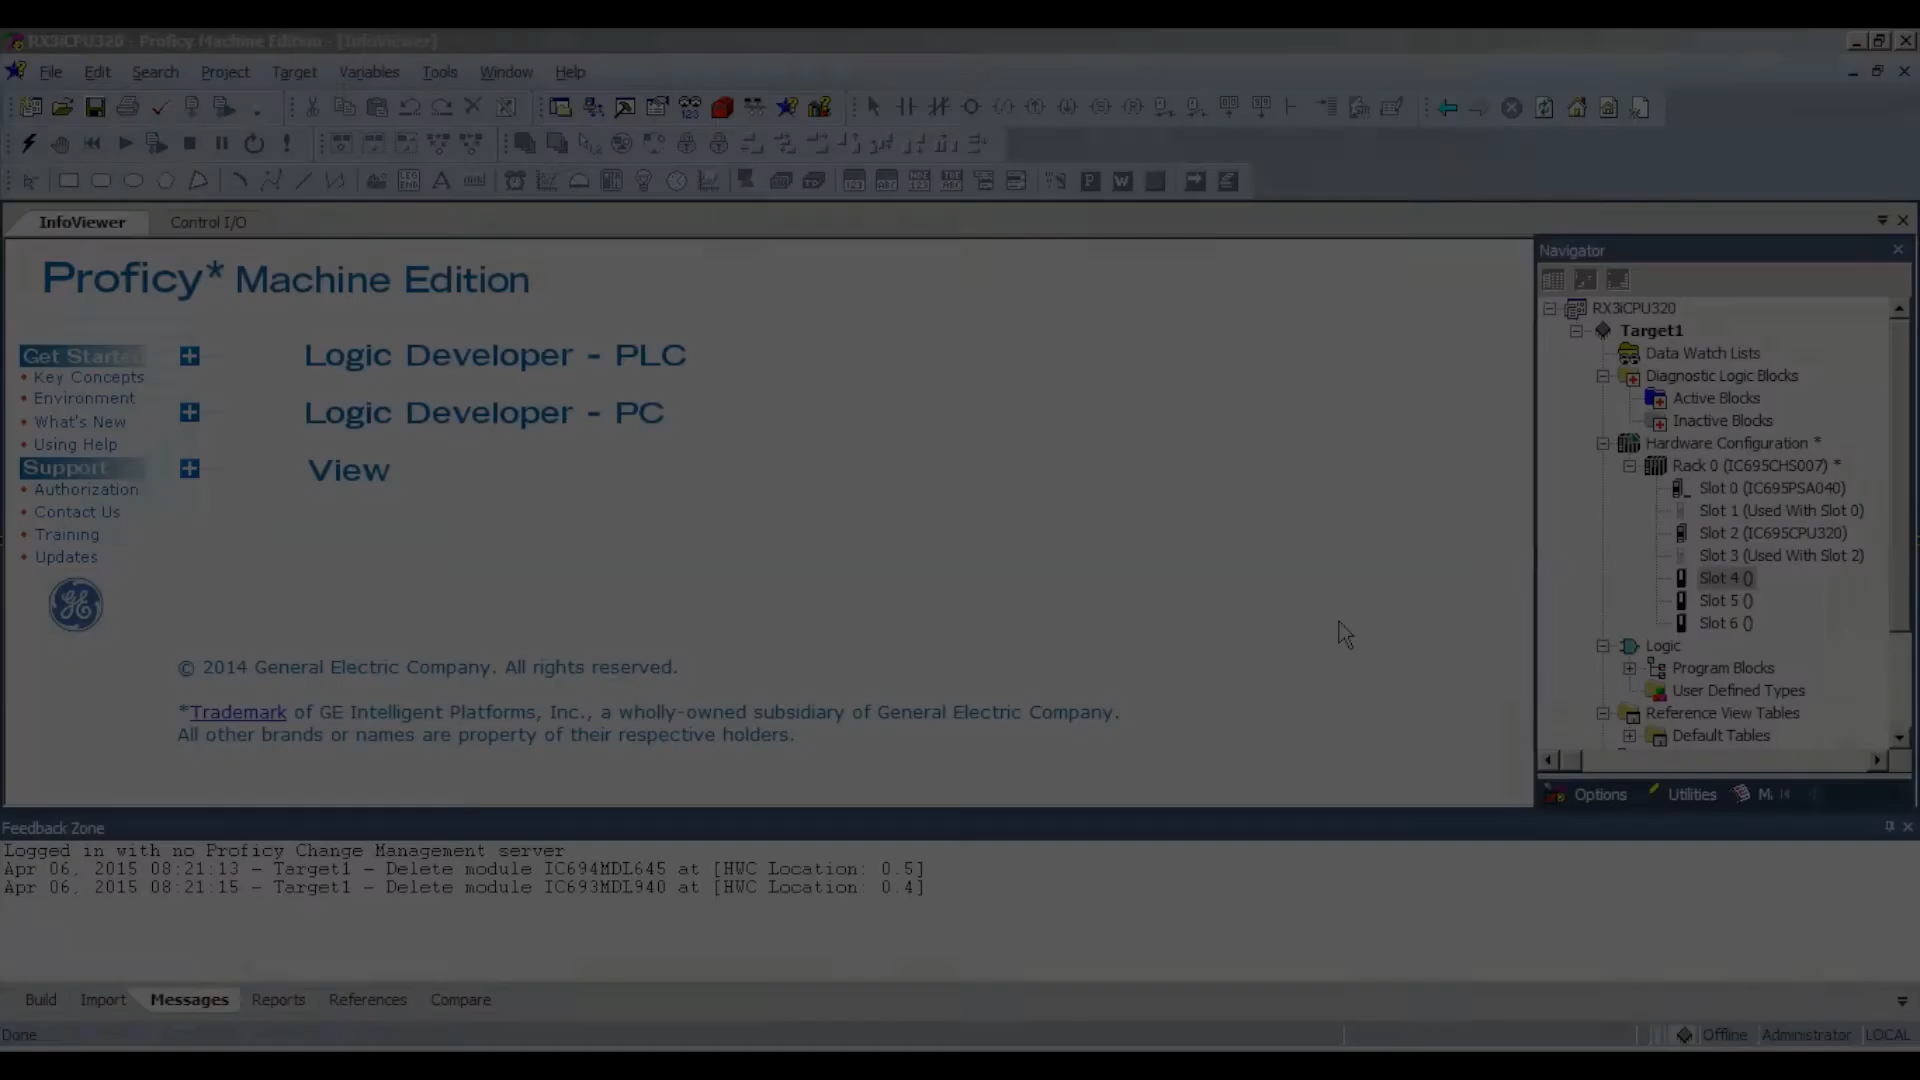 RX3iCPU320 - Proficy Machine Edition - [InfoViewer]
File Edit Search Project Target Variables Tools Window Help
InfoViewer Control I/O
Proficy* Machine Edition
Get Starte
Key Concepts
Environment
What's New
Using Help
Support
Authorization
Contact Us
Training
Updates
Logic Developer - PLC
Logic Developer - PC
View
© 2014 General Electric Company. All rights reserved.
*Trademark of GE Intelligent Platforms, Inc., a wholly-owned subsidiary of General Electric Company.
All other brands or names are property of their respective holders.
Navigator
RX3iCPU320
Target1
Data Watch Lists
Diagnostic Logic Blocks
Active Blocks
Inactive Blocks
Hardware Configuration *
Rack 0 (IC695CHS007) *
Slot 0 (IC695PSA040)
Slot 1 (Used With Slot 0)
Slot 2 (IC695CPU320)
Slot 3 (Used With Slot 2)
Slot 4 ()
Slot 5 ()
Slot 6 ()
Logic
Program Blocks
User Defined Types
Reference View Tables
Default Tables
Options Utilities M.
Feedback Zone
Logged in with no Proficy Change Management server
Apr 06, 2015 08:21:13 - Target1 - Delete module IC694MDL645 at [HWC Location: 0.5]
Apr 06, 2015 08:21:15 - Target1 - Delete module IC693MDL940 at [HWC Location: 0.4]
Build Import Messages Reports References Compare
Done
Offline Administrator LOCAL